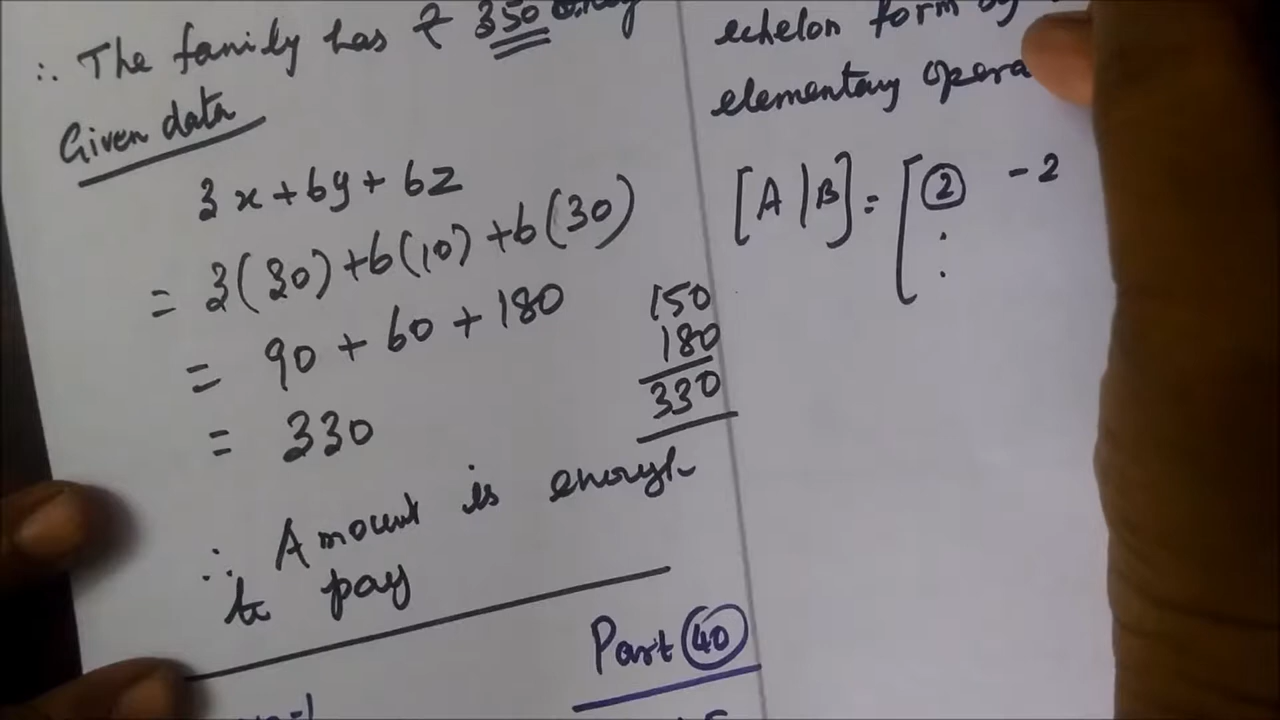 ∴ The family has ₹ 350 only
Given data
3x + 6y + 6z
= 3(30) + 6(10) + 6(30)
= 90 + 60 + 180
= 330
150
180
330
∴ Amount is enough
to pay
Part 40
echelon form by
elementary opera
[A|B] = [2 -2